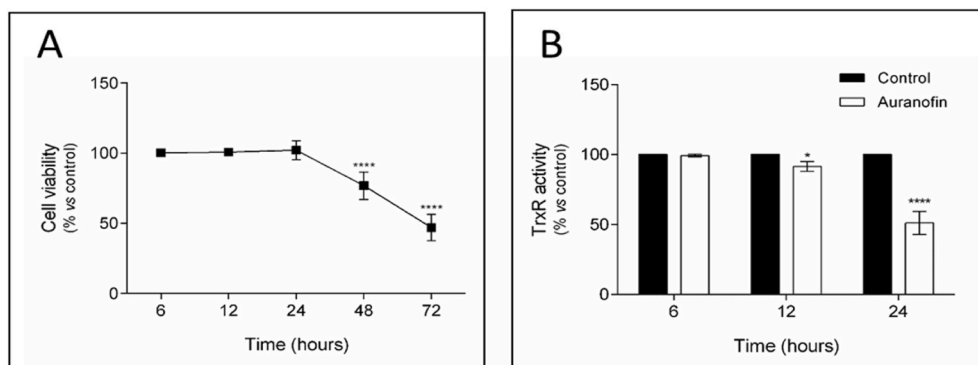 A
150
100
50
0
Cell viability
(% vs control)
****
****
6 12 24 48 72
Time (hours)
B
Control
Auranofin
150
100
50
0
TrxR activity
(% vs control)
*
****
6 12 24
Time (hours)